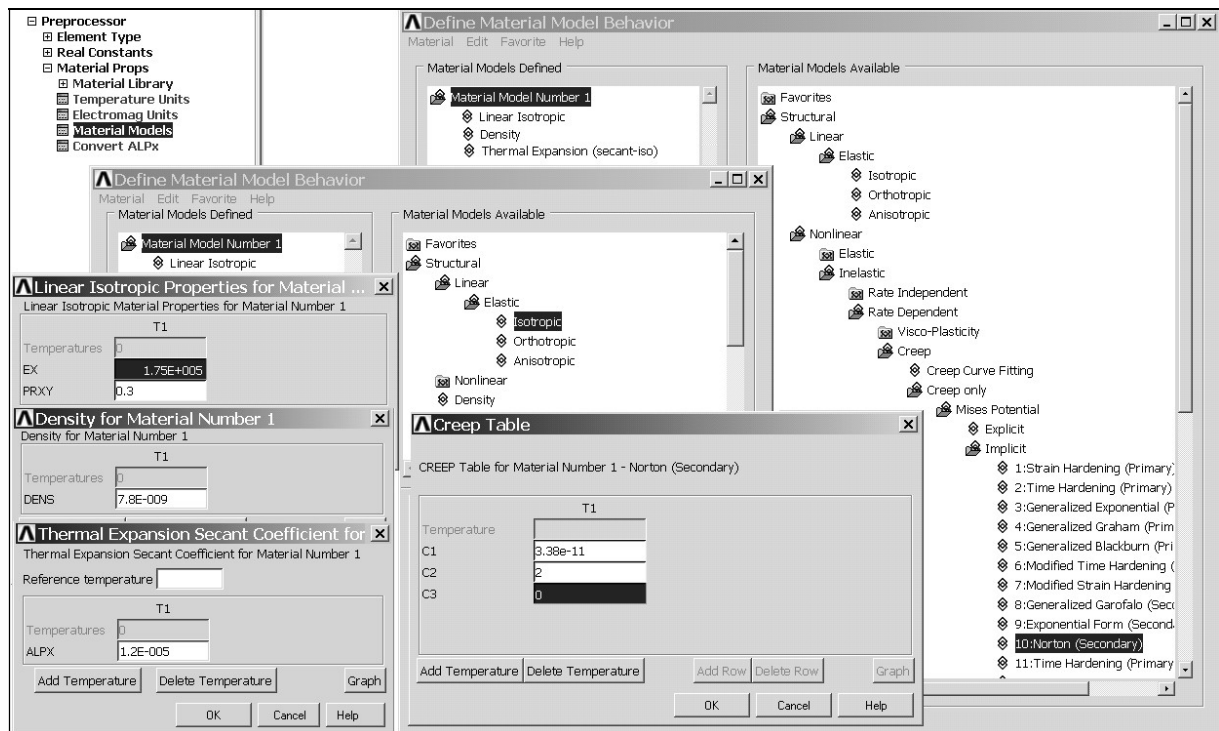 Preprocessor
Element Type
Real Constants
Material Props
Material Library
Temperature Units
Electromag Units
Material Models
Convert ALPx
Define Material Model Behavior
Material Edit Favorite Help
Material Models Defined
Material Model Number 1
Linear Isotropic
Density
Thermal Expansion (secant-iso)
Material Models Available
Favorites
Structural
Linear
Elastic
Isotropic
Orthotropic
Anisotropic
Nonlinear
Elastic
Inelastic
Rate Independent
Rate Dependent
Visco-Plasticity
Creep
Creep Curve Fitting
Creep only
Mises Potential
Explicit
Implicit
1:Strain Hardening (Primary)
2:Time Hardening (Primary)
3:Generalized Exponential (P
4:Generalized Graham (Prim
5:Generalized Blackburn (Pri
6:Modified Time Hardening (
7:Modified Strain Hardening
8:Generalized Garofalo (Seco
9:Exponential Form (Second
10:Norton (Secondary)
11:Time Hardening (Primary
Define Material Model Behavior
Material Edit Favorite Help
Material Models Defined
Material Model Number 1
Linear Isotropic
Material Models Available
Favorites
Structural
Linear
Elastic
Isotropic
Orthotropic
Anisotropic
Nonlinear
Density
Linear Isotropic Properties for Material ...
Linear Isotropic Material Properties for Material Number 1
T1
Temperatures 0
EX 1.75E+005
PRXY 0.3
Density for Material Number 1
Density for Material Number 1
T1
Temperatures 0
DENS 7.8E-009
Thermal Expansion Secant Coefficient for
Thermal Expansion Secant Coefficient for Material Number 1
Reference temperature
T1
Temperatures 0
ALPX 1.2E-005
Add Temperature Delete Temperature Graph
OK Cancel Help
Creep Table
CREEP Table for Material Number 1 - Norton (Secondary)
T1
Temperature
C1 3.38e-11
C2 2
C3 0
Add Temperature Delete Temperature Add Row Delete Row Graph
OK Cancel Help